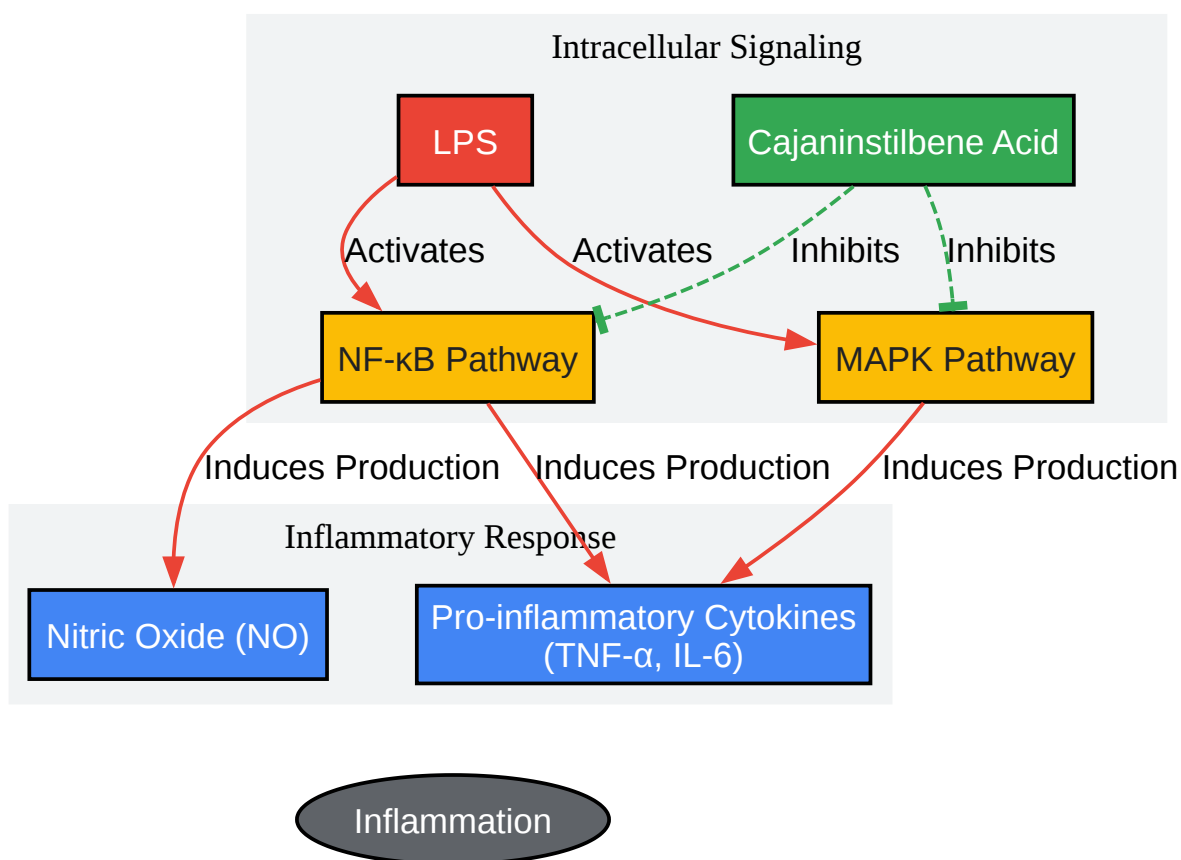 Intracellular Signaling
LPS
Cajaninstilbene Acid
Activates
Activates
Inhibits
Inhibits
NF-κB Pathway
MAPK Pathway
Induces Production
Induces Production
Induces Production
Inflammatory Response
Nitric Oxide (NO)
Pro-inflammatory Cytokines
(TNF-α, IL-6)
Inflammation